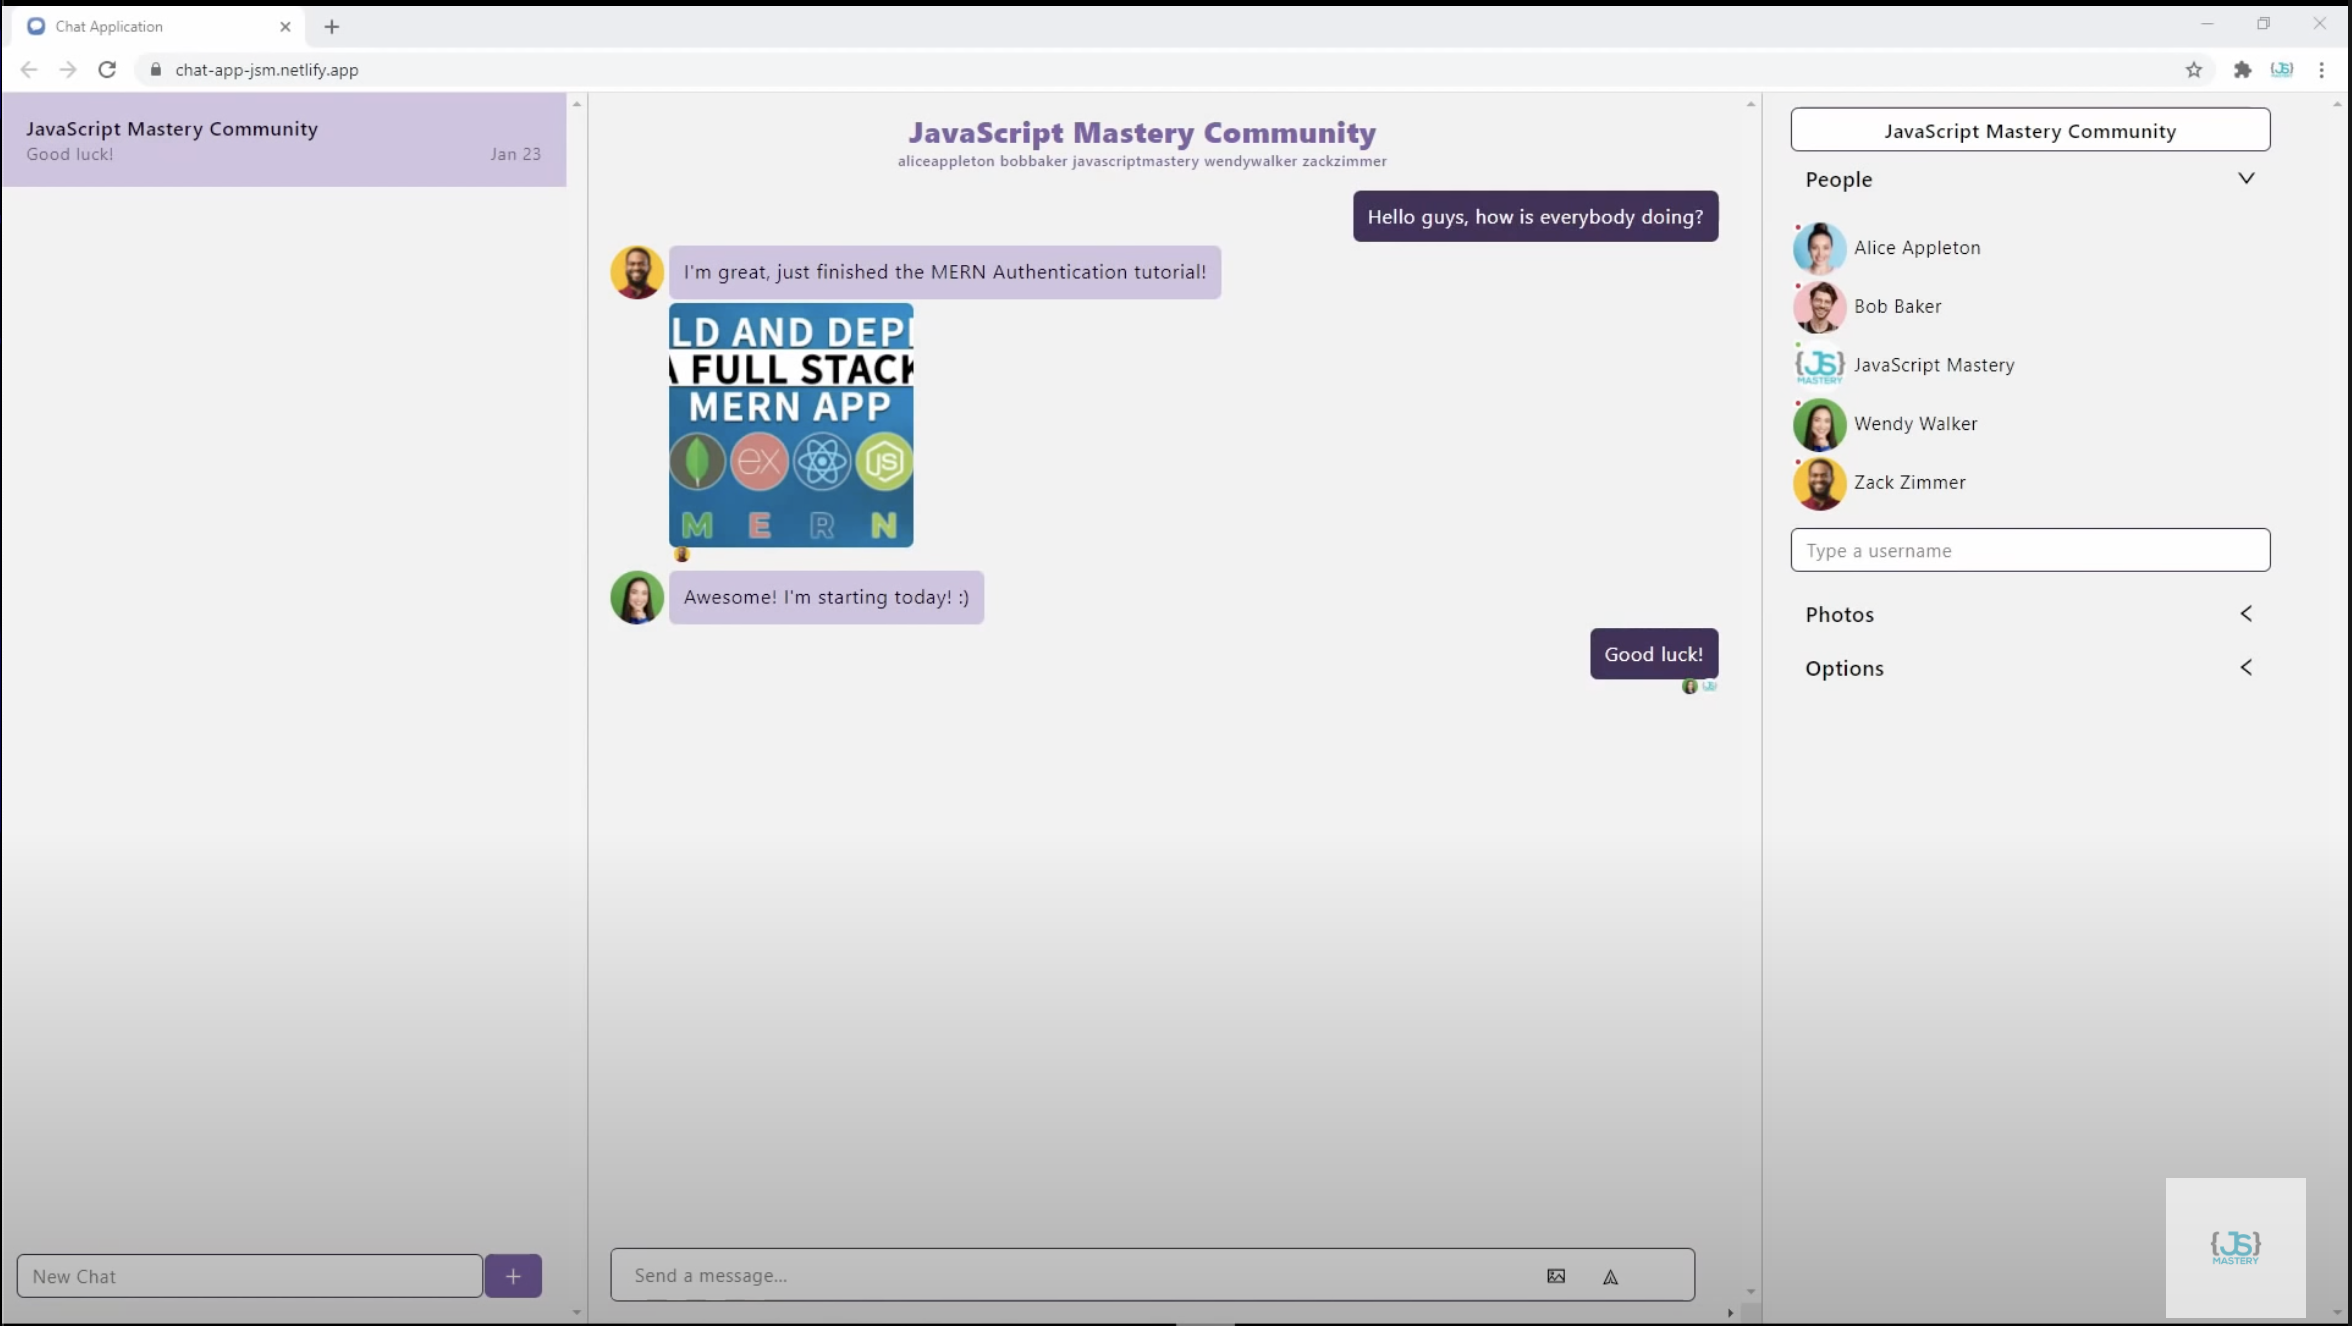 Chat Application
chat-app-jsm.netlify.app
JavaScript Mastery Community
Good luck!
Jan 23
New Chat
JavaScript Mastery Community
aliceappleton bobbaker javascriptmastery wendywalker zackzimmer
Hello guys, how is everybody doing?
I'm great, just finished the MERN Authentication tutorial!
LD AND DEP
A FULL STACK
MERN APP
ex
JS
M E R N
Awesome! I'm starting today! :)
Good luck!
Send a message...
JavaScript Mastery Community
People
Alice Appleton
Bob Baker
{JS}
MASTERY
JavaScript Mastery
Wendy Walker
Zack Zimmer
Type a username
Photos
Options
{JS}
MASTERY